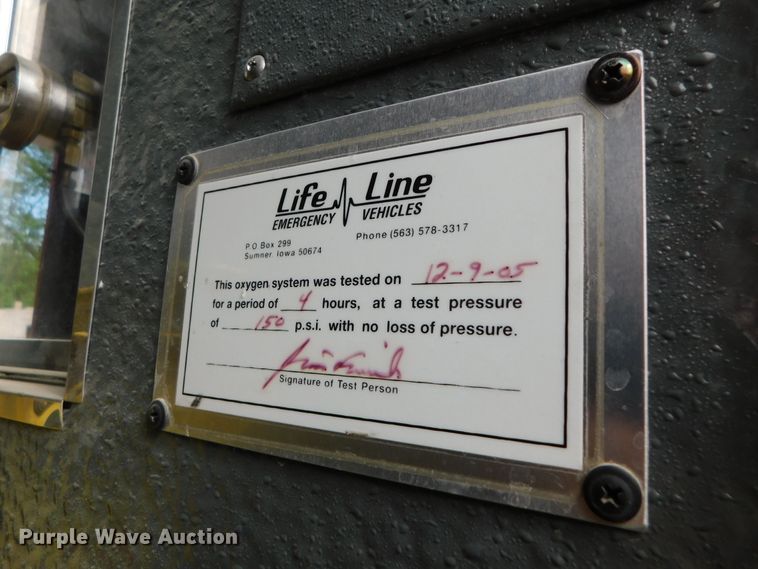 Life Line
EMERGENCY VEHICLES
P.O. Box 299
Sumner, Iowa 50674
Phone (563) 578-3317
This oxygen system was tested on 12-9-05
for a period of 4 hours, at a test pressure
of 150 p.s.i. with no loss of pressure.
Signature of Test Person
Purple Wave Auction